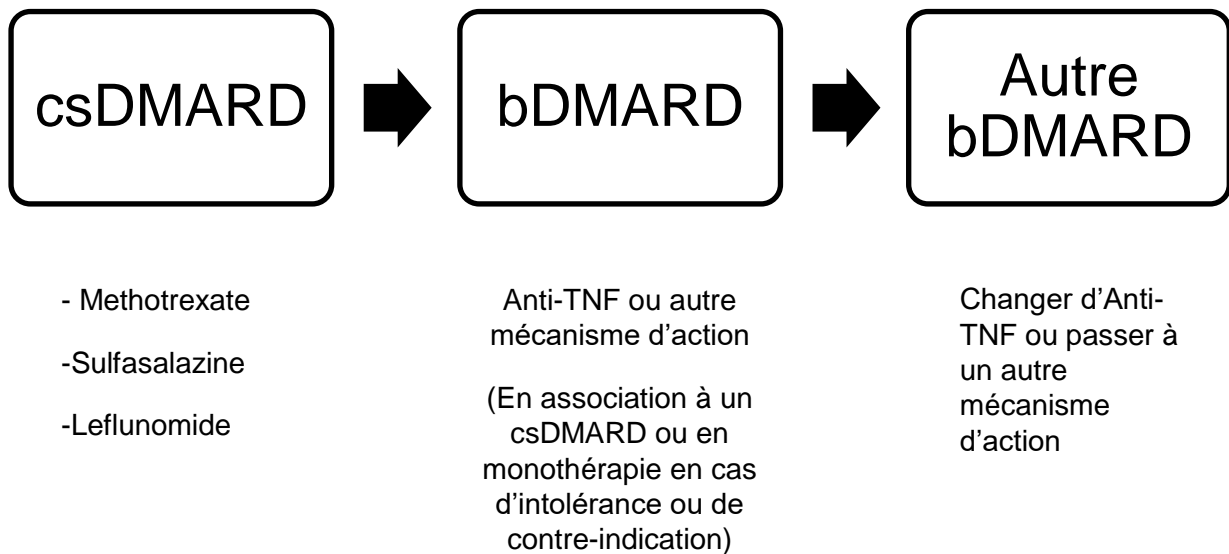 csDMARD
bDMARD
Autre
bDMARD
- Methotrexate
-Sulfasalazine
-Leflunomide
Anti-TNF ou autre
mécanisme d’action
(En association à un
csDMARD ou en
monothérapie en cas
d’intolérance ou de
contre-indication)
Changer d’Anti-
TNF ou passer à
un autre
mécanisme
d’action